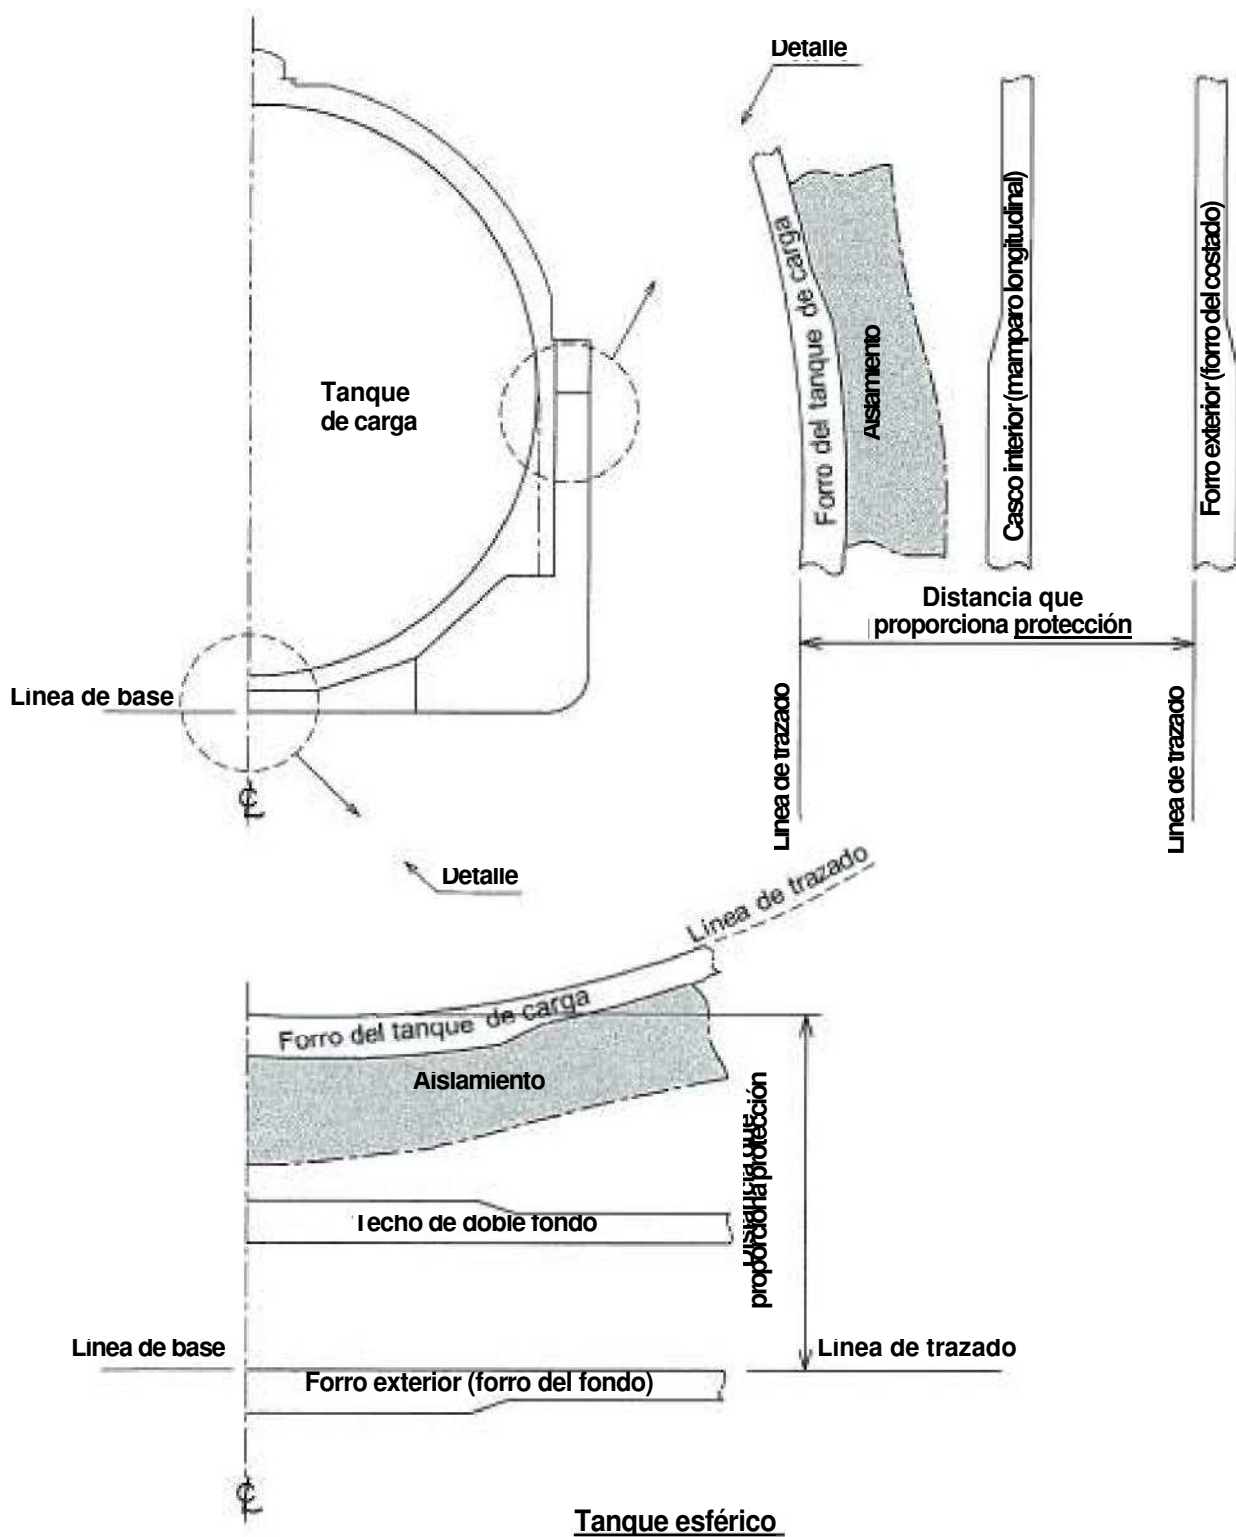 Detalle
Tanque
de carga
Forro del tanque de carga
Aislamiento
Casco interior (mamparo longitudinal)
Forro exterior (forro del costado)
Distancia que
proporciona protección
Línea de trazado
Línea de trazado
Línea de base
℄
Detalle
Línea de trazado
Forro del tanque de carga
Aislamiento
Distancia que
proporciona protección
Techo de doble fondo
Línea de base
Línea de trazado
Forro exterior (forro del fondo)
℄
Tanque esférico